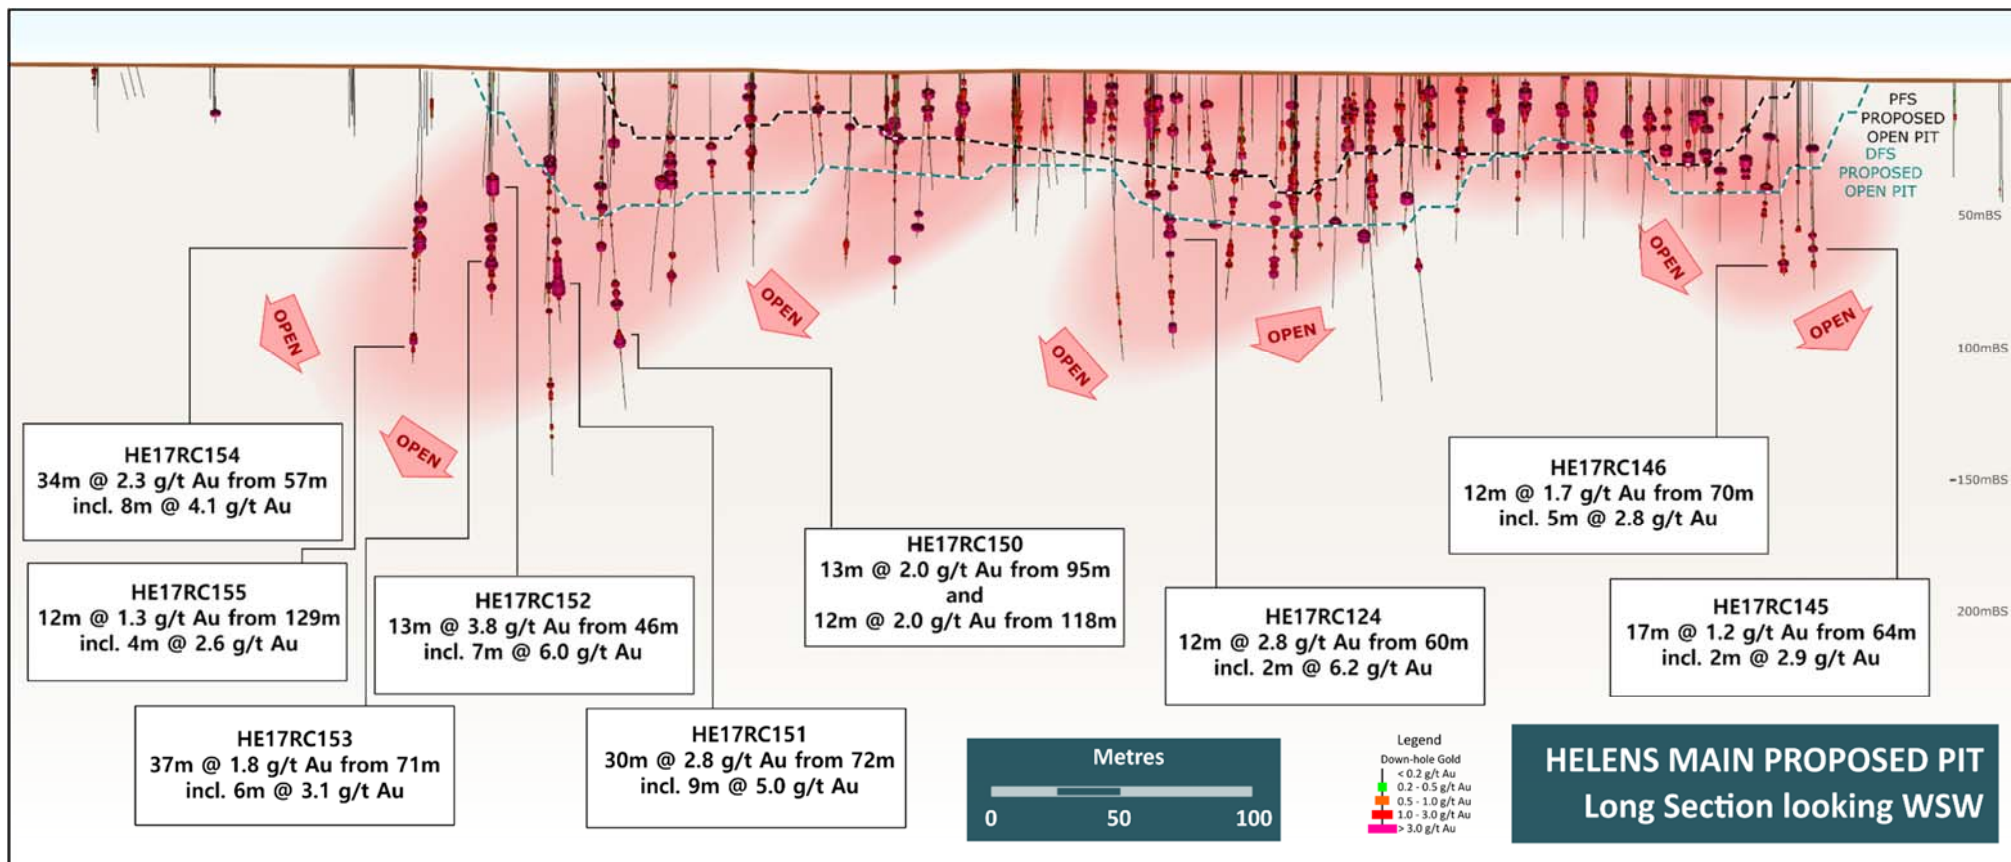 PFS
PROPOSED
OPEN PIT
DFS
PROPOSED
OPEN PIT
50mBS
100mBS
-150mBS
200mBS
OPEN
OPEN
OPEN
OPEN
OPEN
OPEN
OPEN
HE17RC154
34m @ 2.3 g/t Au from 57m
incl. 8m @ 4.1 g/t Au
HE17RC155
12m @ 1.3 g/t Au from 129m
incl. 4m @ 2.6 g/t Au
HE17RC153
37m @ 1.8 g/t Au from 71m
incl. 6m @ 3.1 g/t Au
HE17RC152
13m @ 3.8 g/t Au from 46m
incl. 7m @ 6.0 g/t Au
HE17RC151
30m @ 2.8 g/t Au from 72m
incl. 9m @ 5.0 g/t Au
HE17RC150
13m @ 2.0 g/t Au from 95m
and
12m @ 2.0 g/t Au from 118m
HE17RC124
12m @ 2.8 g/t Au from 60m
incl. 2m @ 6.2 g/t Au
HE17RC146
12m @ 1.7 g/t Au from 70m
incl. 5m @ 2.8 g/t Au
HE17RC145
17m @ 1.2 g/t Au from 64m
incl. 2m @ 2.9 g/t Au
Metres
0 50 100
Legend
Down-hole Gold
< 0.2 g/t Au
0.2 - 0.5 g/t Au
0.5 - 1.0 g/t Au
1.0 - 3.0 g/t Au
> 3.0 g/t Au
HELENS MAIN PROPOSED PIT
Long Section looking WSW